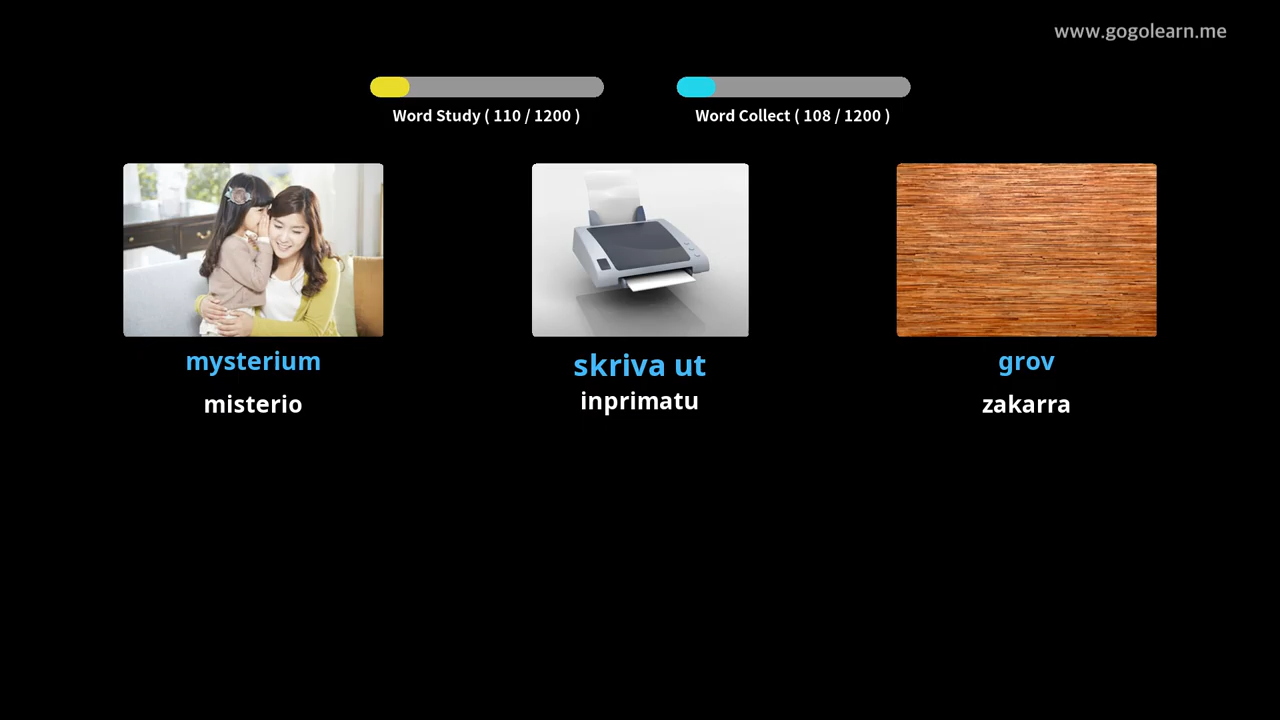 www.gogolearn.me
Word Study ( 110 / 1200 )
Word Collect ( 108 / 1200 )
mysterium
misterio
skriva ut
inprimatu
grov
zakarra